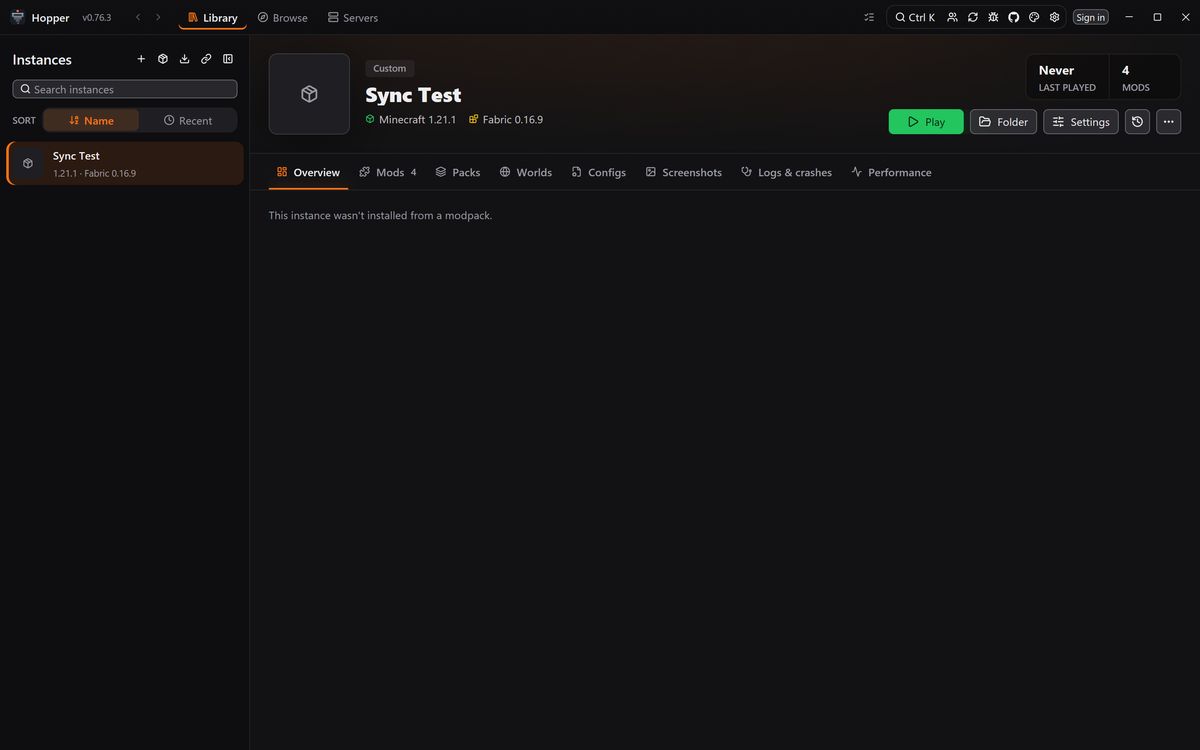 Hopper v0.76.3 Library Browse Servers Ctrl K Sign in
Instances
Search instances
SORT Name Recent
Sync Test
1.21.1 · Fabric 0.16.9
Custom
Sync Test
Minecraft 1.21.1 Fabric 0.16.9
Never
LAST PLAYED
4
MODS
Play Folder Settings
Overview Mods 4 Packs Worlds Configs Screenshots Logs & crashes Performance
This instance wasn't installed from a modpack.